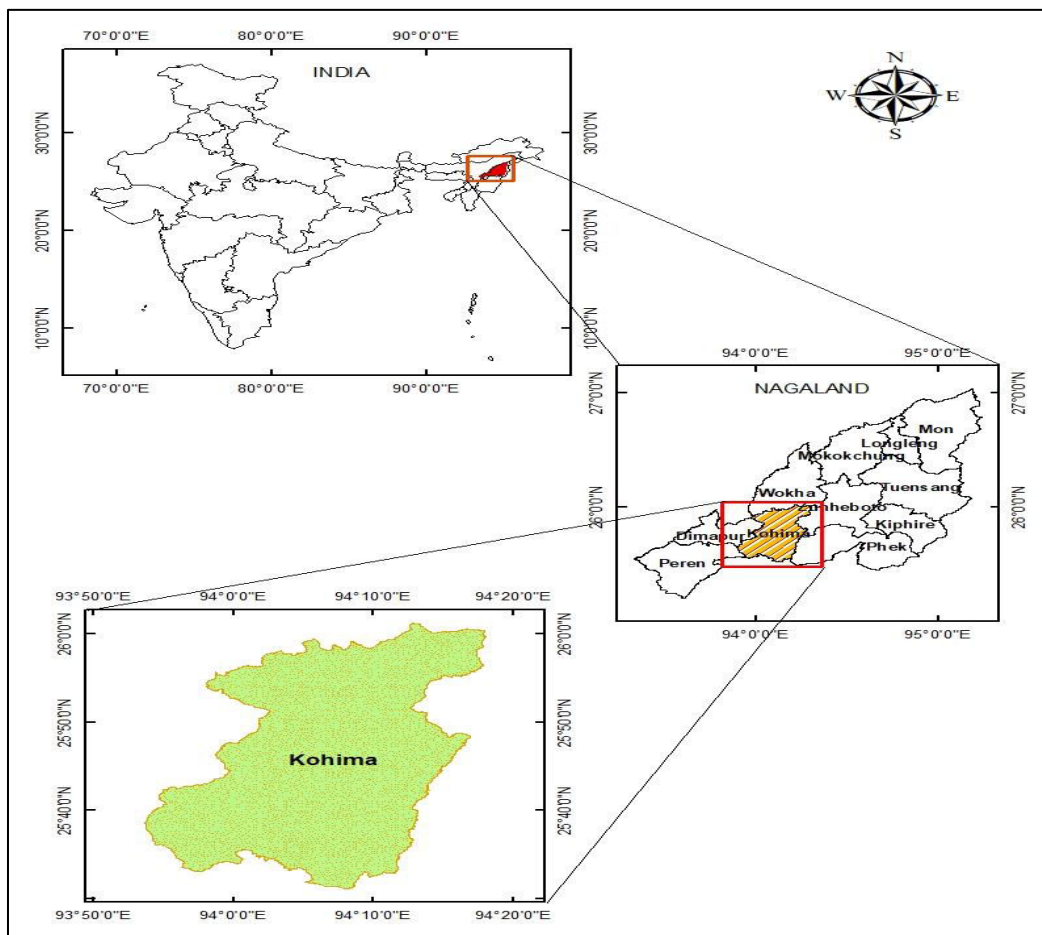 70°0'0"E 80°0'0"E 90°0'0"E
INDIA
N
W E
S
30°0'0"N 30°0'0"N
20°0'0"N 20°0'0"N
10°0'0"N 10°0'0"N
70°0'0"E 80°0'0"E 90°0'0"E
94°0'0"E 95°0'0"E
NAGALAND
27°0'0"N 27°0'0"N
Mon
Longleng
Mokokchung
Tuensang
Wokha
Zunheboto
26°0'0"N 26°0'0"N
Kiphire
Dimapur Kohima
Phek
Peren
94°0'0"E 95°0'0"E
93°50'0"E 94°0'0"E 94°10'0"E 94°20'0"E
26°0'0"N 26°0'0"N
25°50'0"N 25°50'0"N
Kohima
25°40'0"N 25°40'0"N
93°50'0"E 94°0'0"E 94°10'0"E 94°20'0"E